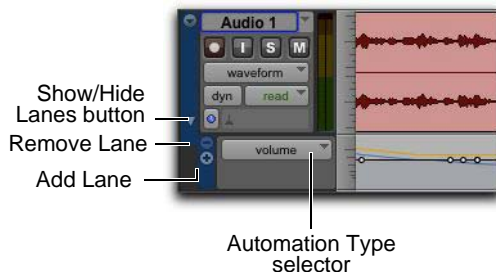 Audio 1
I S M
waveform
dyn read
Show/Hide
Lanes button
Remove Lane
volume
Add Lane
Automation Type
selector